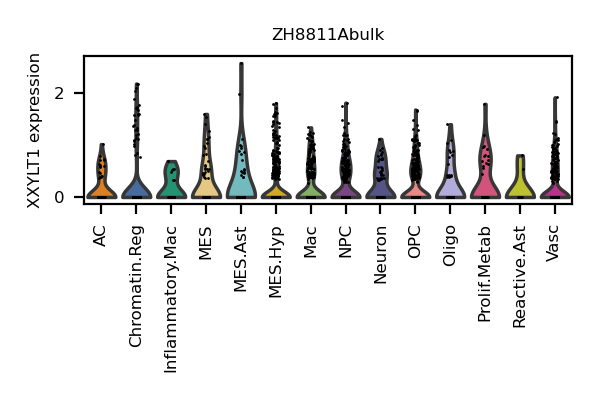 ZH8811Abulk
XXYLT1 expression
2
0
AC
Chromatin.Reg
Inflammatory.Mac
MES
MES.Ast
MES.Hyp
Mac
NPC
Neuron
OPC
Oligo
Prolif.Metab
Reactive.Ast
Vasc